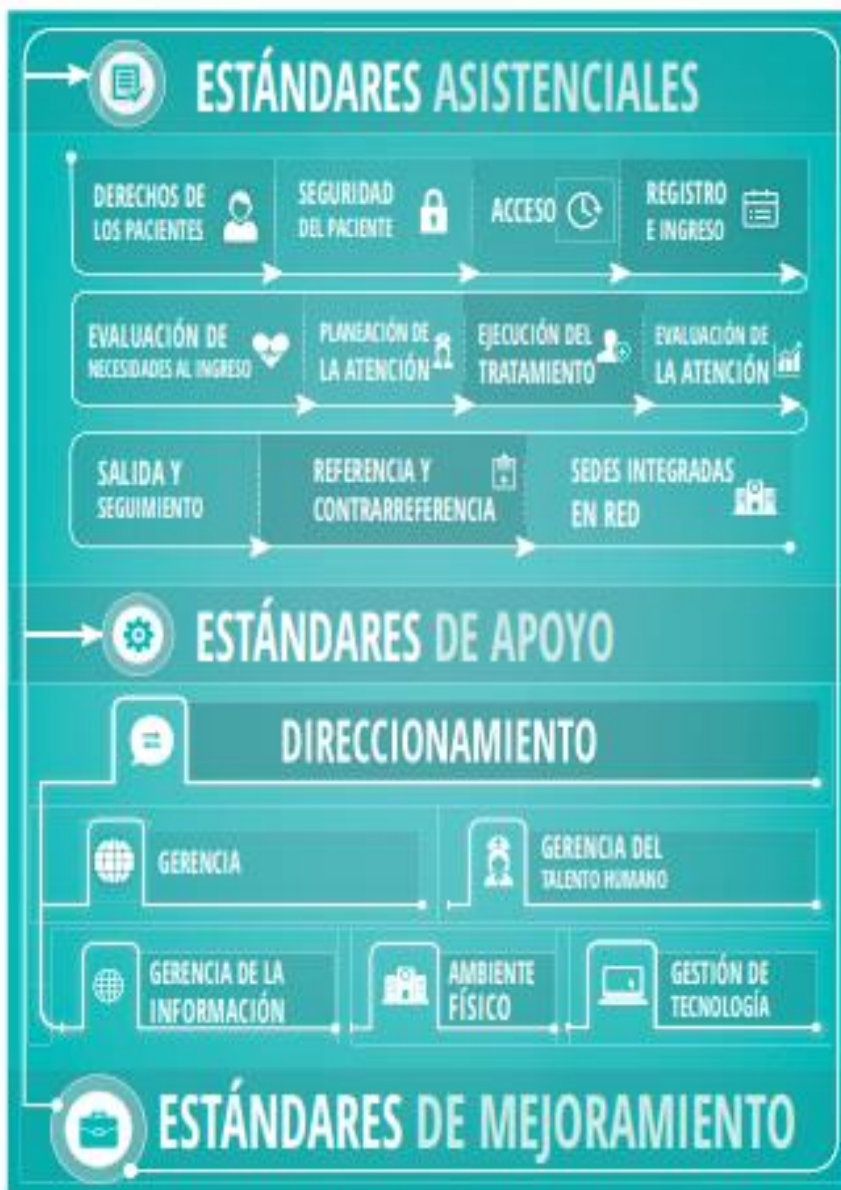 ESTÁNDARES ASISTENCIALES
DERECHOS DE
LOS PACIENTES
SEGURIDAD
DEL PACIENTE
ACCESO
REGISTRO
E INGRESO
EVALUACIÓN DE
NECESIDADES AL INGRESO
PLANEACIÓN DE
LA ATENCIÓN
EJECUCIÓN DEL
TRATAMIENTO
EVALUACIÓN DE
LA ATENCIÓN
SALIDA Y
SEGUIMIENTO
REFERENCIA Y
CONTRARREFERENCIA
SEDES INTEGRADAS
EN RED
ESTÁNDARES DE APOYO
DIRECCIONAMIENTO
GERENCIA
GERENCIA DEL
TALENTO HUMANO
GERENCIA DE LA
INFORMACIÓN
AMBIENTE
FÍSICO
GESTIÓN DE
TECNOLOGÍA
ESTÁNDARES DE MEJORAMIENTO